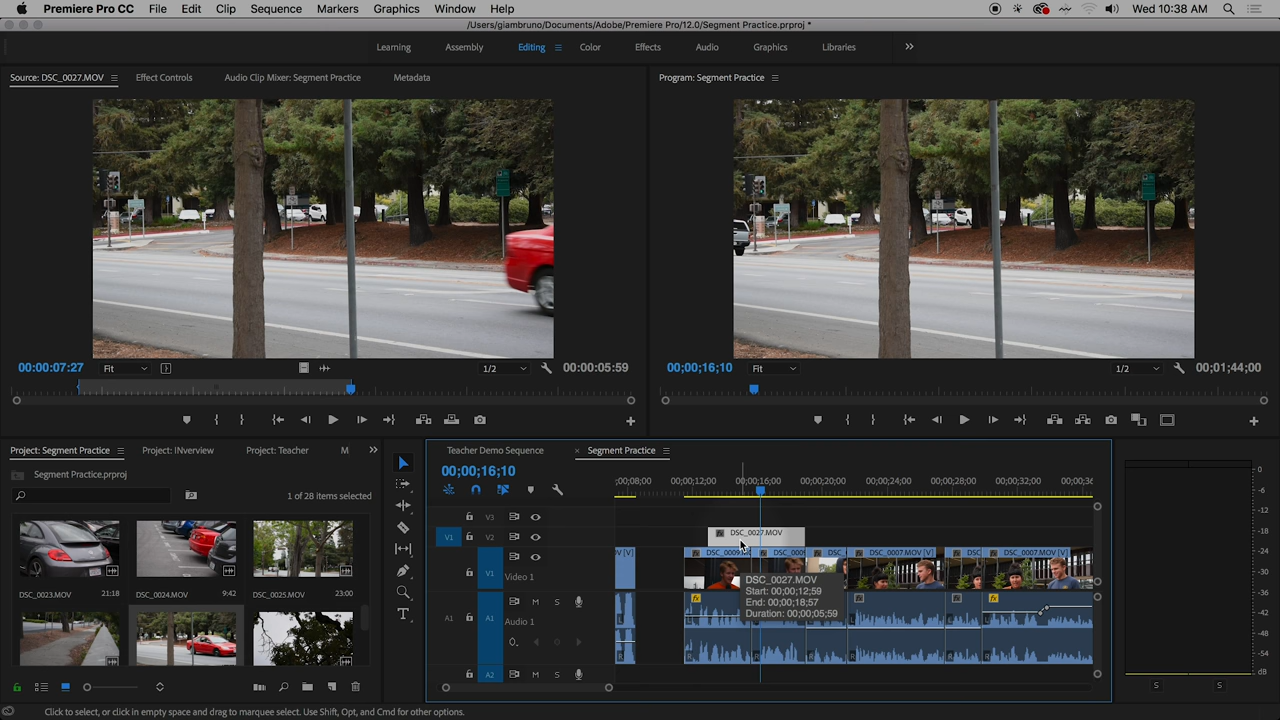 Premiere Pro CC File Edit Clip Sequence Markers Graphics Window Help Wed 10:38 AM
/Users/giambruno/Documents/Adobe/Premiere Pro/12.0/Segment Practice.prproj *
Learning Assembly Editing Color Effects Audio Graphics Libraries
Source: DSC_0027.MOV Effect Controls Audio Clip Mixer: Segment Practice Metadata
Program: Segment Practice
00:00:07:27 Fit 1/2 00:00:05:59
00;00;16;10 Fit 1/2 00;01;44;00
Project: Segment Practice Project: INverview Project: Teacher M
Segment Practice.prproj
1 of 28 items selected
DSC_0023.MOV 21:18
DSC_0024.MOV 9:42
DSC_0025.MOV 23:00
Teacher Demo Sequence × Segment Practice
00;00;16;10
;00;08;00 00;00;12;00 00;00;16;00 00;00;20;00 00;00;24;00 00;00;28;00 00;00;32;00 00;00;36
V3
V1 V2 DSC_0027.MOV
V [V] DSC_0009. DSC_0009 DSC_ DSC_0007.MOV [V] DSC_0 DSC_0007.MOV [V]
V1 Video 1
DSC_0027.MOV
Start: 00;00;12;59
End: 00;00;18;57
Duration: 00;00;05;59
A1 A1 M S
Audio 1
A2 M S
L L L L L L
R R R R R R
0
-6
-12
-18
-24
-30
-36
-42
-48
-54
dB
S S
Click to select, or click in empty space and drag to marquee select. Use Shift, Opt, and Cmd for other options.